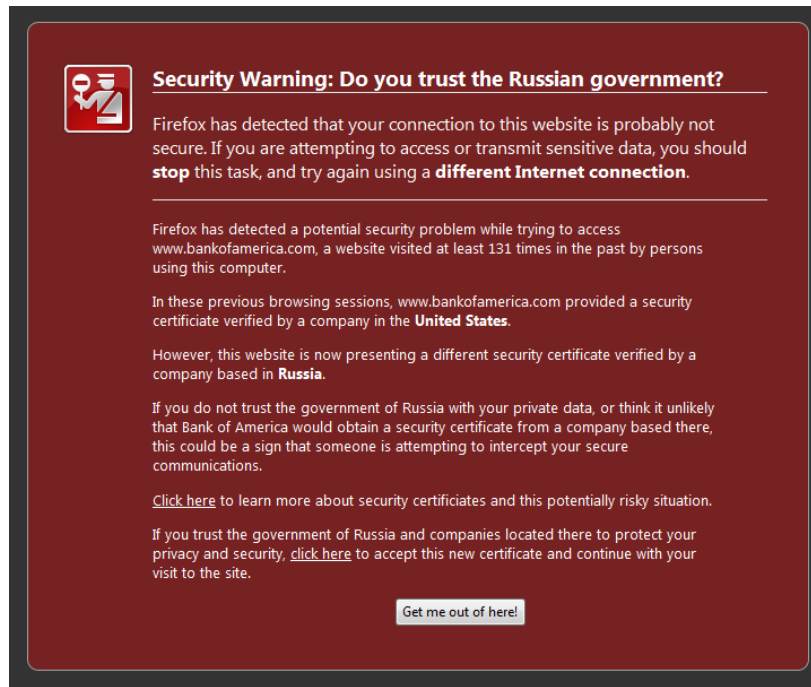 Security Warning: Do you trust the Russian government?
Firefox has detected that your connection to this website is probably not
secure. If you are attempting to access or transmit sensitive data, you should
stop this task, and try again using a different Internet connection.
Firefox has detected a potential security problem while trying to access
www.bankofamerica.com, a website visited at least 131 times in the past by persons
using this computer.
In these previous browsing sessions, www.bankofamerica.com provided a security
certificiate verified by a company in the United States.
However, this website is now presenting a different security certificate verified by a
company based in Russia.
If you do not trust the government of Russia with your private data, or think it unlikely
that Bank of America would obtain a security certificate from a company based there,
this could be a sign that someone is attempting to intercept your secure
communications.
Click here to learn more about security certificiates and this potentially risky situation.
If you trust the government of Russia and companies located there to protect your
privacy and security, click here to accept this new certificate and continue with your
visit to the site.
Get me out of here!